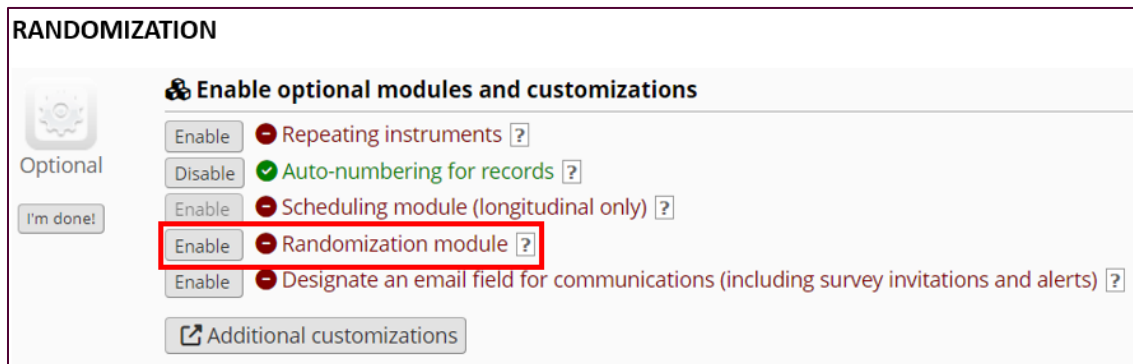 RANDOMIZATION
Enable optional modules and customizations
Optional
I'm done!
Enable Repeating instruments ?
Disable Auto-numbering for records ?
Enable Scheduling module (longitudinal only) ?
Enable Randomization module ?
Enable Designate an email field for communications (including survey invitations and alerts) ?
Additional customizations